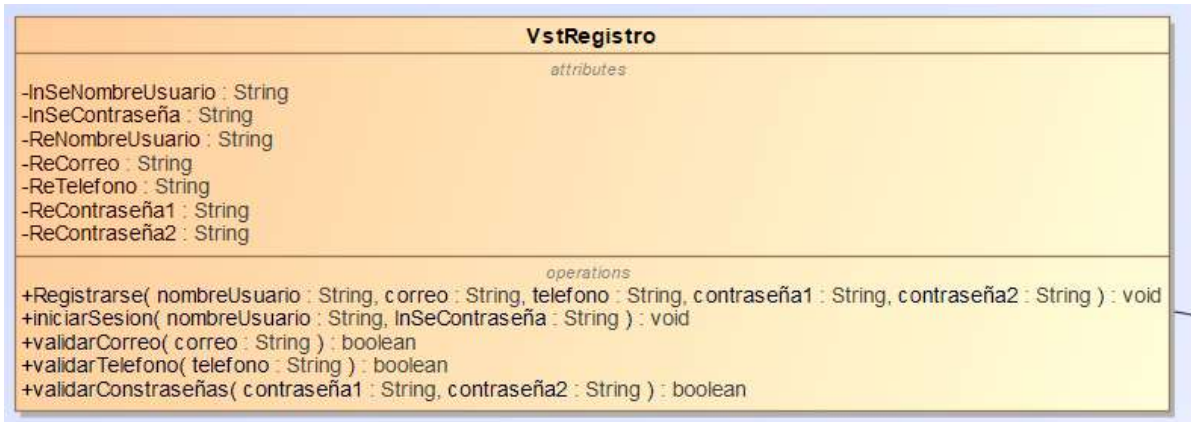 VstRegistro
attributes
-InSeNombreUsuario : String
-InSeContraseña : String
-ReNombreUsuario : String
-ReCorreo : String
-ReTelefono : String
-ReContraseña1 : String
-ReContraseña2 : String
operations
+Registrarse( nombreUsuario : String, correo : String, telefono : String, contraseña1 : String, contraseña2 : String ) : void
+iniciarSesion( nombreUsuario : String, InSeContraseña : String ) : void
+validarCorreo( correo : String ) : boolean
+validarTelefono( telefono : String ) : boolean
+validarConstraseñas( contraseña1 : String, contraseña2 : String ) : boolean